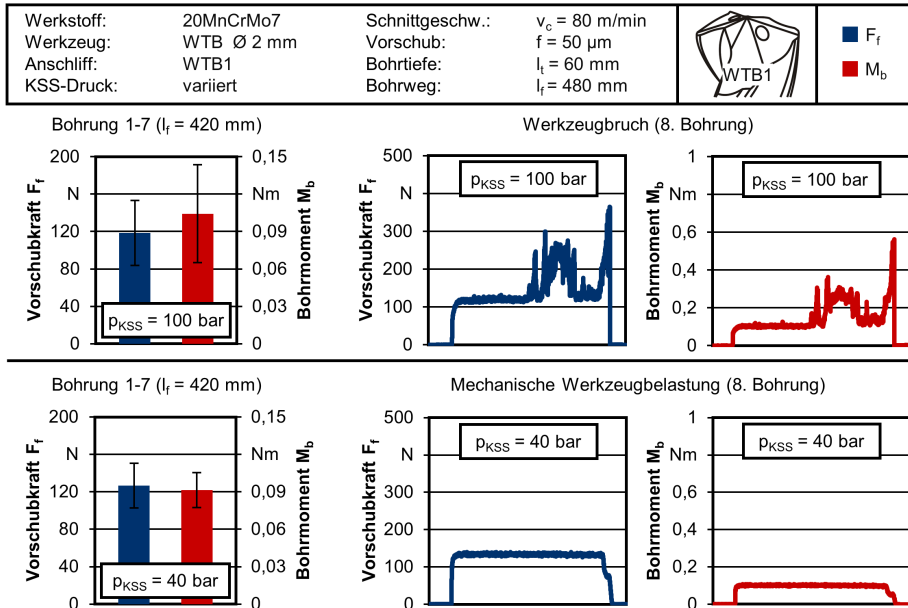 Werkstoff: 20MnCrMo7 Schnittgeschw.: v_c = 80 m/min
Werkzeug: WTB Ø 2 mm Vorschub: f = 50 µm
Anschliff: WTB1 Bohrtiefe: l_t = 60 mm
KSS-Druck: variiert Bohrweg: l_f = 480 mm
WTB1
F_f
M_b
Bohrung 1-7 (l_f = 420 mm)
Vorschubkraft F_f
200
N
120
80
40
0
p_KSS = 100 bar
0,15
Nm
0,09
0,06
0,03
0
Bohrmoment M_b
Werkzeugbruch (8. Bohrung)
Vorschubkraft F_f
500
N
300
200
100
0
p_KSS = 100 bar
Bohrmoment M_b
1
Nm
0,6
0,4
0,2
0
p_KSS = 100 bar
Bohrung 1-7 (l_f = 420 mm)
Vorschubkraft F_f
200
N
120
80
40
0
p_KSS = 40 bar
0,15
Nm
0,09
0,06
0,03
0
Bohrmoment M_b
Mechanische Werkzeugbelastung (8. Bohrung)
Vorschubkraft F_f
500
N
300
200
100
0
p_KSS = 40 bar
Bohrmoment M_b
1
Nm
0,6
0,4
0,2
0
p_KSS = 40 bar